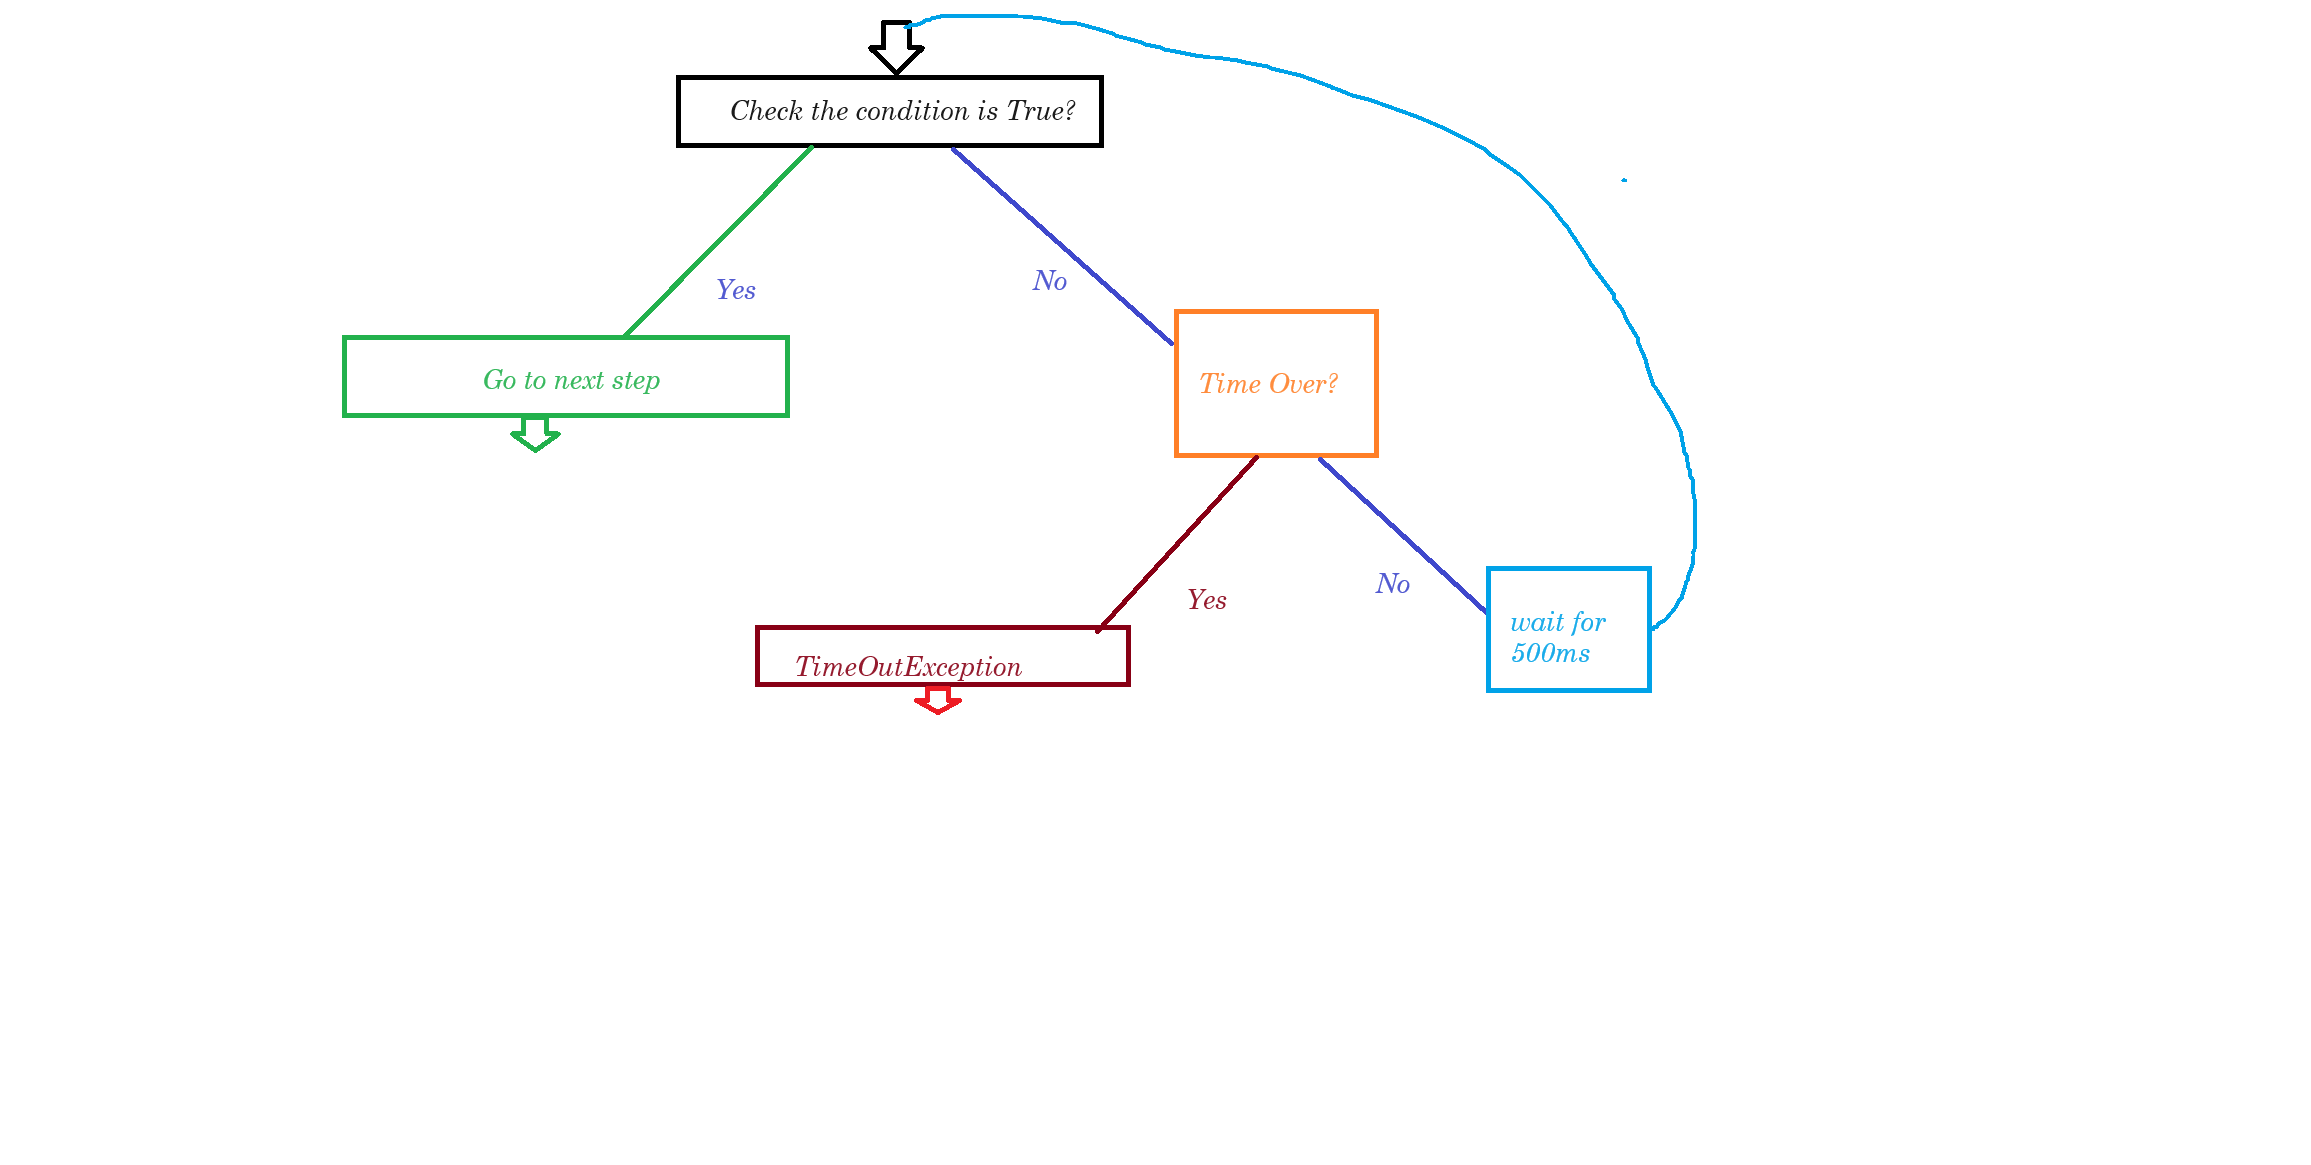 Check the condition is True?
Yes
No
Go to next step
Time Over?
Yes
No
TimeOutException
wait for
500ms